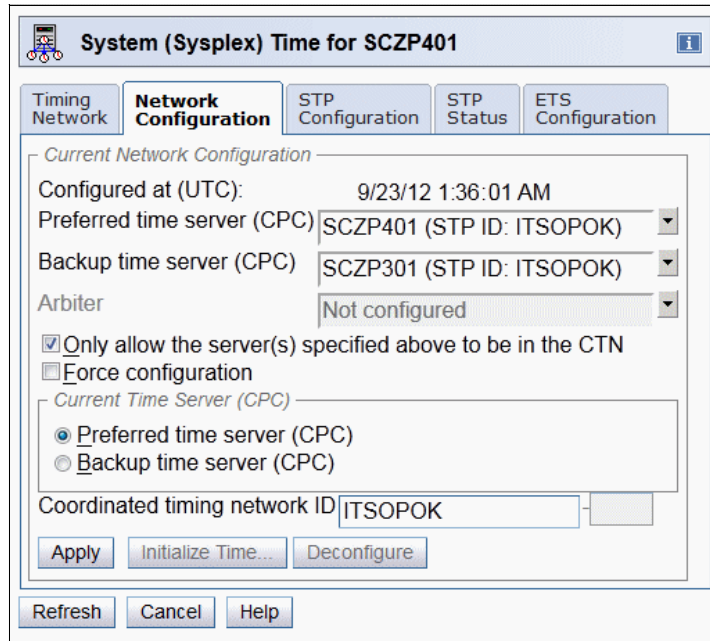 System (Sysplex) Time for SCZP401
i
Timing Network
Network Configuration
STP Configuration
STP Status
ETS Configuration
Current Network Configuration
Configured at (UTC): 9/23/12 1:36:01 AM
Preferred time server (CPC) SCZP401 (STP ID: ITSOPOK)
Backup time server (CPC) SCZP301 (STP ID: ITSOPOK)
Arbiter Not configured
Only allow the server(s) specified above to be in the CTN
Force configuration
Current Time Server (CPC)
Preferred time server (CPC)
Backup time server (CPC)
Coordinated timing network ID ITSOPOK -
Apply Initialize Time... Deconfigure
Refresh Cancel Help